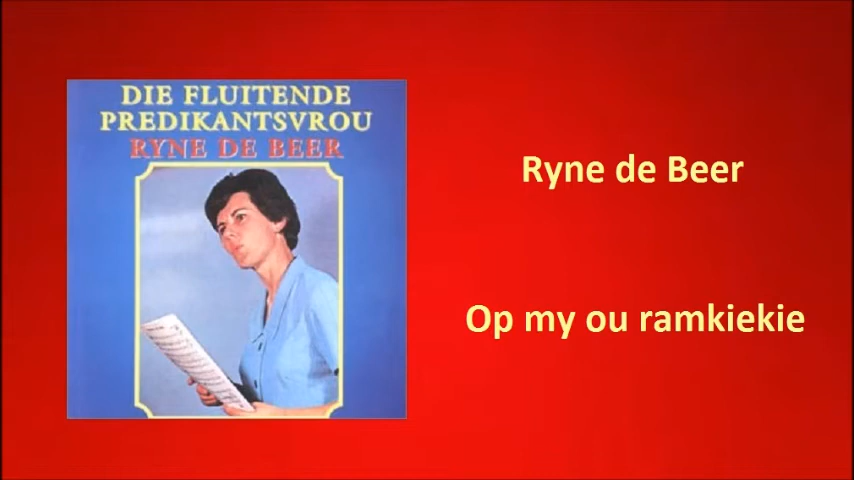 DIE FLUITENDE
PREDIKANTSVROU
RYNE DE BEER
Ryne de Beer
Op my ou ramkiekie